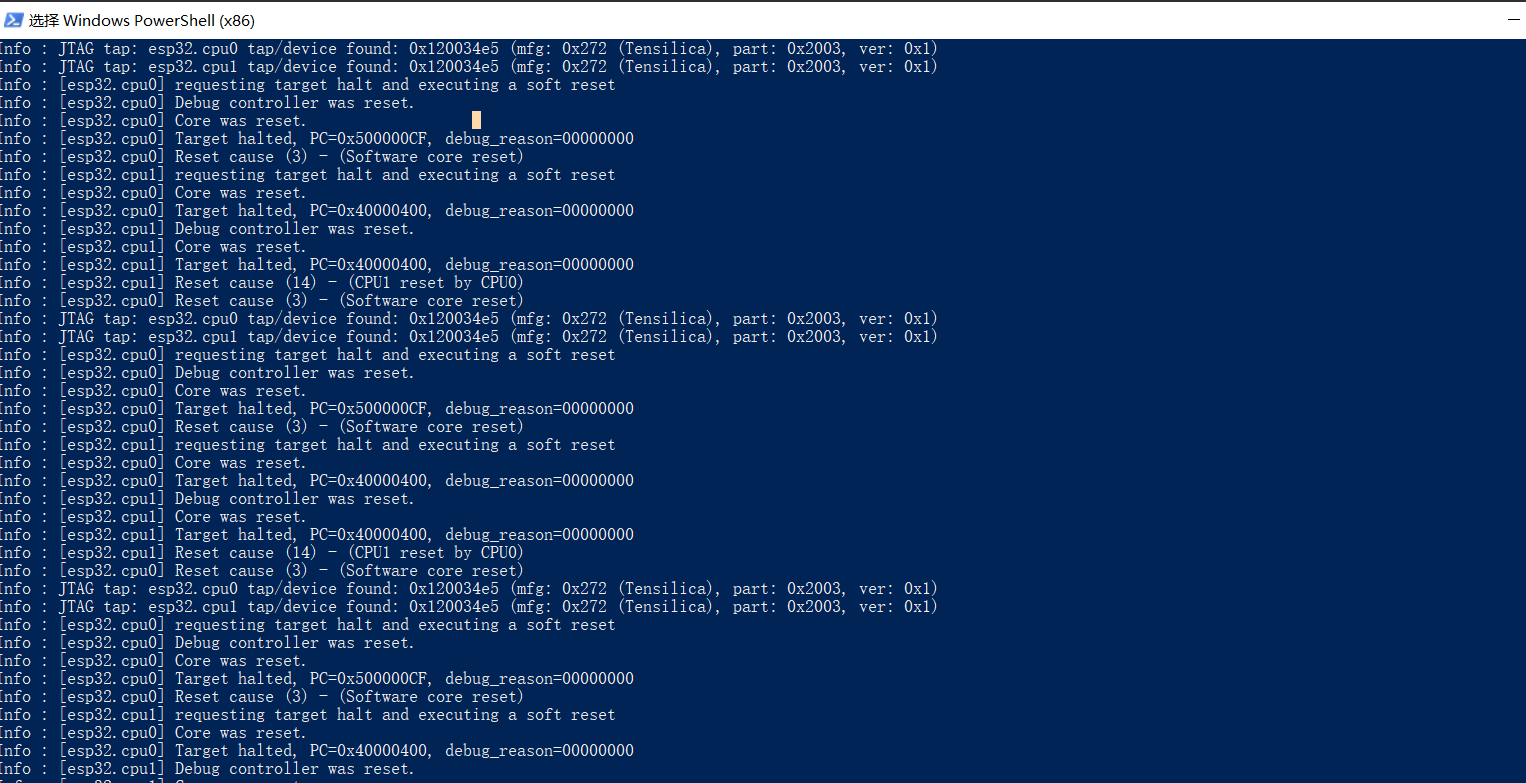 选择 Windows PowerShell (x86)
Info : JTAG tap: esp32.cpu0 tap/device found: 0x120034e5 (mfg: 0x272 (Tensilica), part: 0x2003, ver: 0x1)
Info : JTAG tap: esp32.cpu1 tap/device found: 0x120034e5 (mfg: 0x272 (Tensilica), part: 0x2003, ver: 0x1)
Info : [esp32.cpu0] requesting target halt and executing a soft reset
Info : [esp32.cpu0] Debug controller was reset.
Info : [esp32.cpu0] Core was reset.
Info : [esp32.cpu0] Target halted, PC=0x500000CF, debug_reason=00000000
Info : [esp32.cpu0] Reset cause (3) - (Software core reset)
Info : [esp32.cpu1] requesting target halt and executing a soft reset
Info : [esp32.cpu0] Core was reset.
Info : [esp32.cpu0] Target halted, PC=0x40000400, debug_reason=00000000
Info : [esp32.cpu1] Debug controller was reset.
Info : [esp32.cpu1] Core was reset.
Info : [esp32.cpu1] Target halted, PC=0x40000400, debug_reason=00000000
Info : [esp32.cpu1] Reset cause (14) - (CPU1 reset by CPU0)
Info : [esp32.cpu0] Reset cause (3) - (Software core reset)
Info : JTAG tap: esp32.cpu0 tap/device found: 0x120034e5 (mfg: 0x272 (Tensilica), part: 0x2003, ver: 0x1)
Info : JTAG tap: esp32.cpu1 tap/device found: 0x120034e5 (mfg: 0x272 (Tensilica), part: 0x2003, ver: 0x1)
Info : [esp32.cpu0] requesting target halt and executing a soft reset
Info : [esp32.cpu0] Debug controller was reset.
Info : [esp32.cpu0] Core was reset.
Info : [esp32.cpu0] Target halted, PC=0x500000CF, debug_reason=00000000
Info : [esp32.cpu0] Reset cause (3) - (Software core reset)
Info : [esp32.cpu1] requesting target halt and executing a soft reset
Info : [esp32.cpu0] Core was reset.
Info : [esp32.cpu0] Target halted, PC=0x40000400, debug_reason=00000000
Info : [esp32.cpu1] Debug controller was reset.
Info : [esp32.cpu1] Core was reset.
Info : [esp32.cpu1] Target halted, PC=0x40000400, debug_reason=00000000
Info : [esp32.cpu1] Reset cause (14) - (CPU1 reset by CPU0)
Info : [esp32.cpu0] Reset cause (3) - (Software core reset)
Info : JTAG tap: esp32.cpu0 tap/device found: 0x120034e5 (mfg: 0x272 (Tensilica), part: 0x2003, ver: 0x1)
Info : JTAG tap: esp32.cpu1 tap/device found: 0x120034e5 (mfg: 0x272 (Tensilica), part: 0x2003, ver: 0x1)
Info : [esp32.cpu0] requesting target halt and executing a soft reset
Info : [esp32.cpu0] Debug controller was reset.
Info : [esp32.cpu0] Core was reset.
Info : [esp32.cpu0] Target halted, PC=0x500000CF, debug_reason=00000000
Info : [esp32.cpu0] Reset cause (3) - (Software core reset)
Info : [esp32.cpu1] requesting target halt and executing a soft reset
Info : [esp32.cpu0] Core was reset.
Info : [esp32.cpu0] Target halted, PC=0x40000400, debug_reason=00000000
Info : [esp32.cpu1] Debug controller was reset.